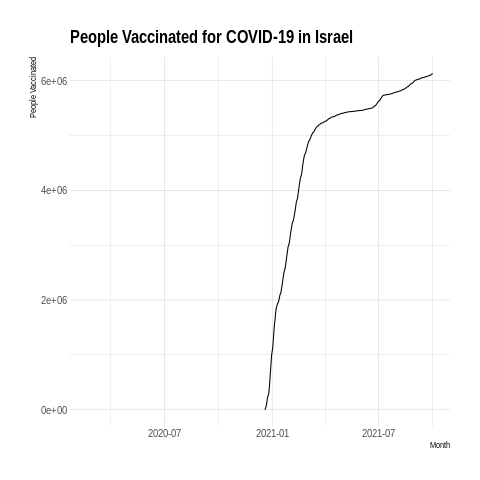 People Vaccinated for COVID-19 in Israel
People Vaccinated
6e+06
4e+06
2e+06
0e+00
2020-07 2021-01 2021-07
Month